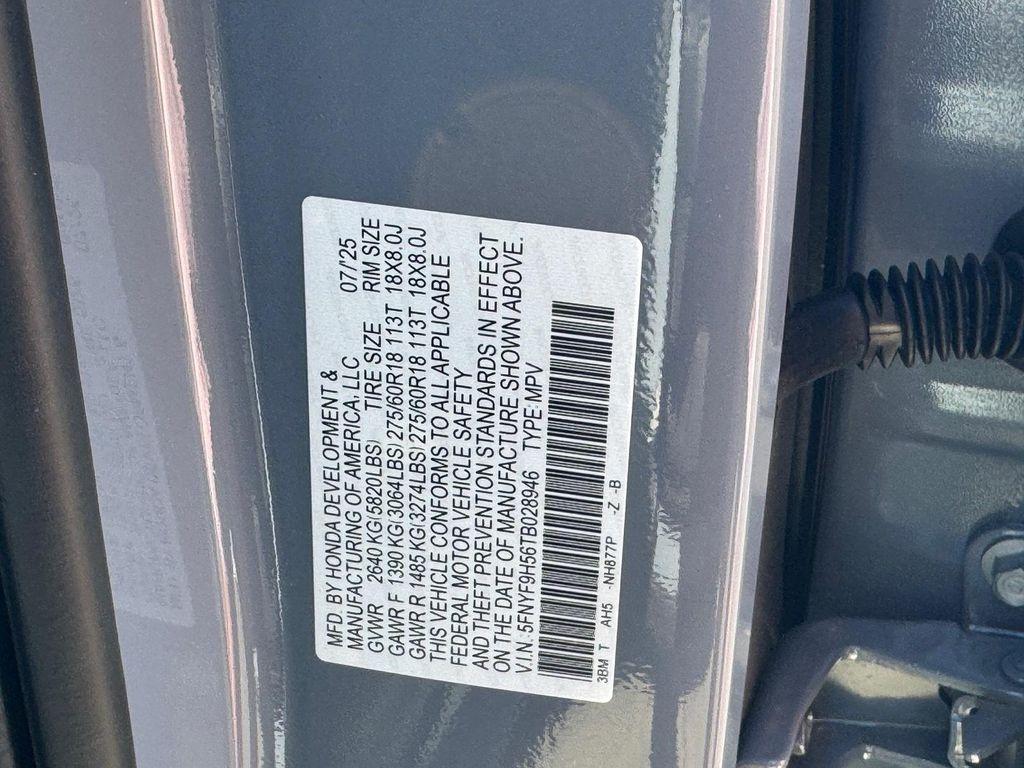 MFD. BY HONDA DEVELOPMENT &
MANUFACTURING OF AMERICA, LLC 07/'25
GVWR 2640 KG(5820LBS) TIRE SIZE RIM SIZE
GAWR F 1390 KG(3064LBS) 275/60R18 113T 18X8.0J
GAWR R 1485 KG(3274LBS) 275/60R18 113T 18X8.0J
THIS VEHICLE CONFORMS TO ALL APPLICABLE
FEDERAL MOTOR VEHICLE SAFETY
AND THEFT PREVENTION STANDARDS IN EFFECT
ON THE DATE OF MANUFACTURE SHOWN ABOVE.
V.I.N.:5FNYF9H56TB028946 TYPE:MPV
3BM T AH5 -NH877P -Z -B